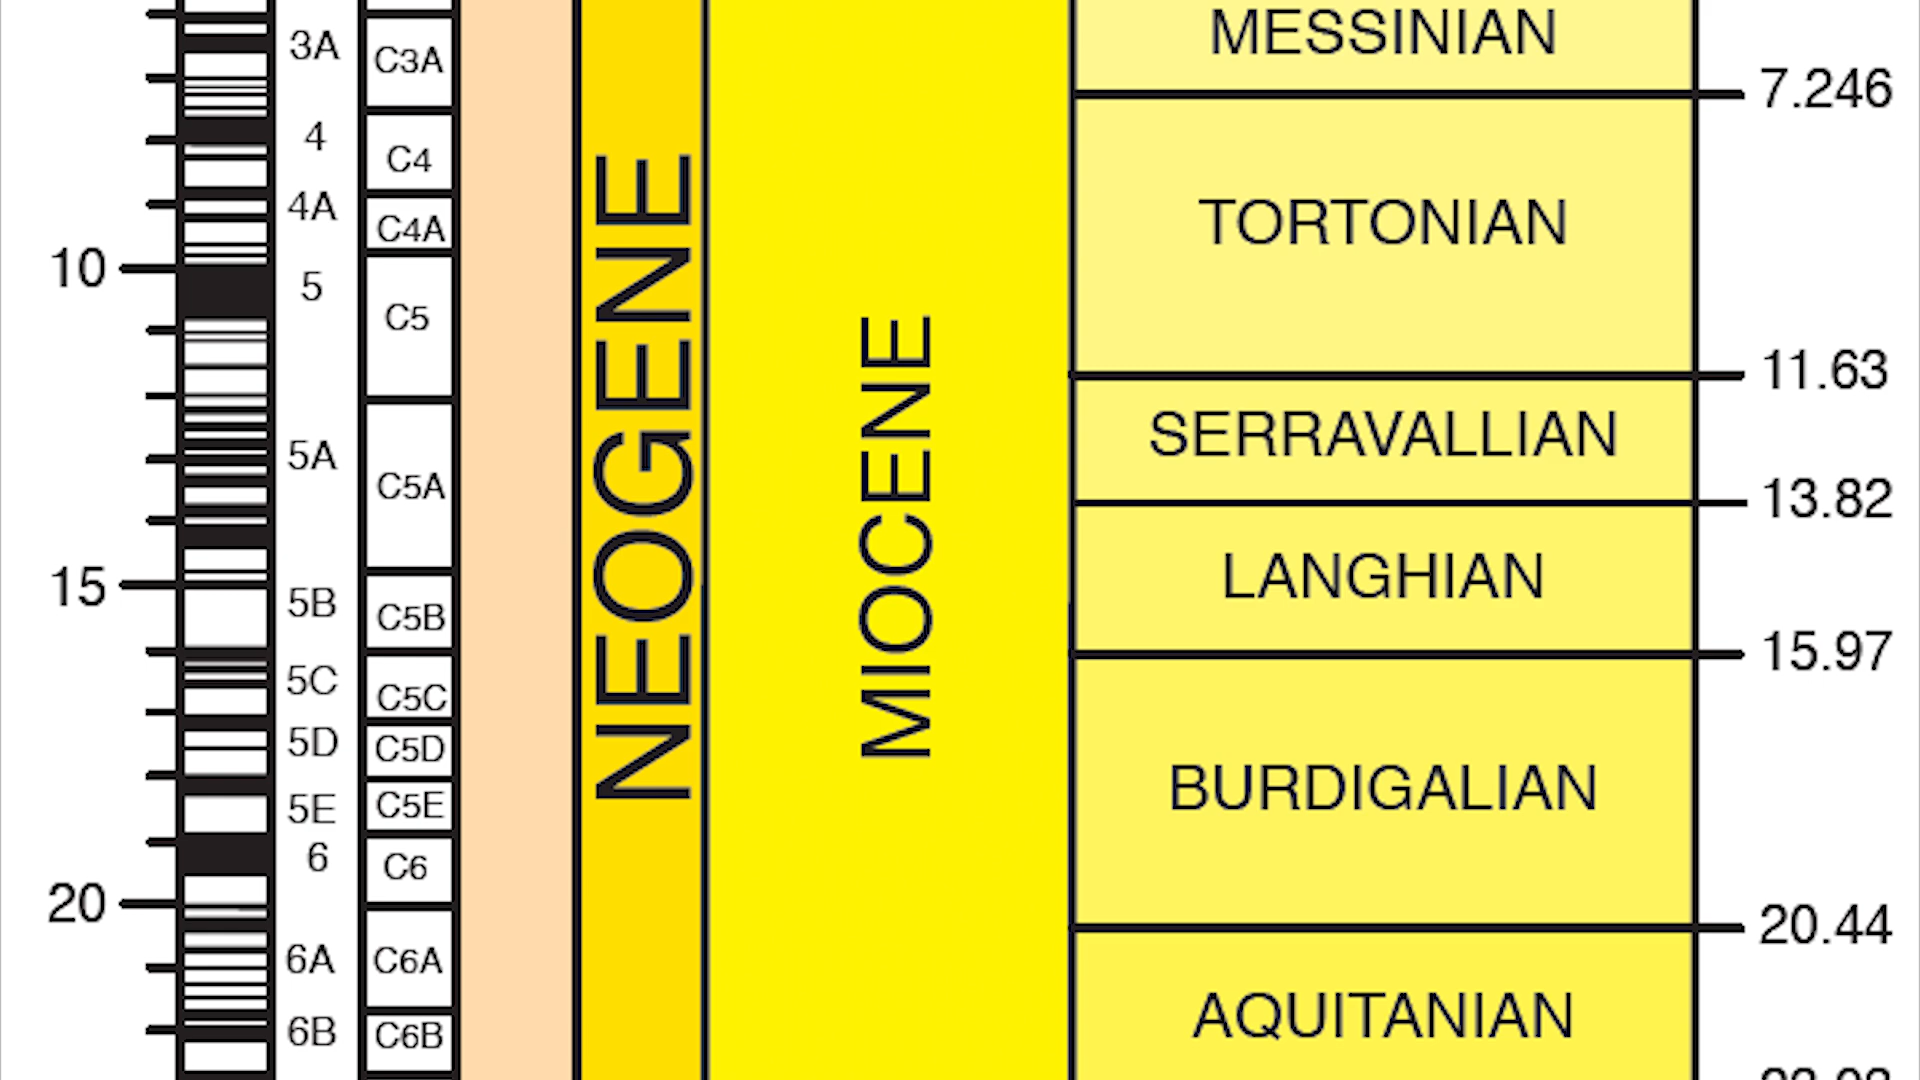 10
15
20
3A
4
4A
5
5A
5B
5C
5D
5E
6
6A
6B
C3A
C4
C4A
C5
C5A
C5B
C5C
C5D
C5E
C6
C6A
C6B
NEOGENE
MIOCENE
MESSINIAN
TORTONIAN
SERRAVALLIAN
LANGHIAN
BURDIGALIAN
AQUITANIAN
7.246
11.63
13.82
15.97
20.44